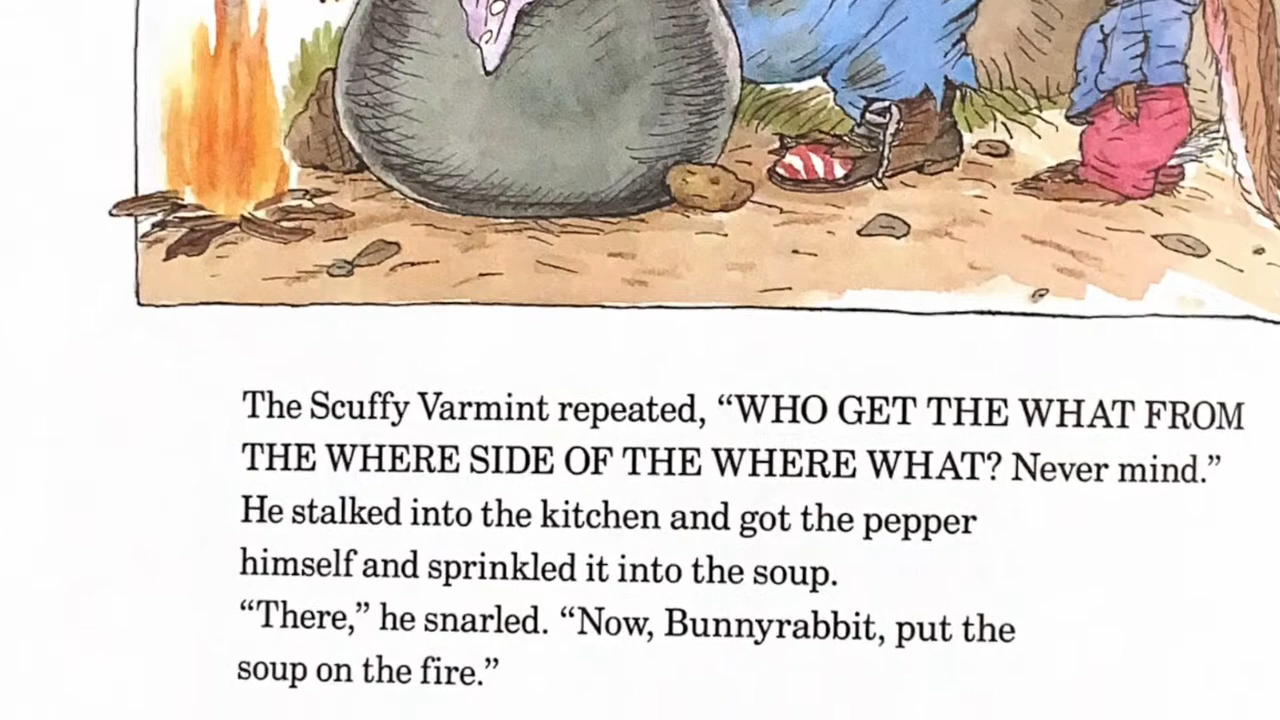 The Scuffy Varmint repeated, “WHO GET THE WHAT FROM
THE WHERE SIDE OF THE WHERE WHAT? Never mind.”
He stalked into the kitchen and got the pepper
himself and sprinkled it into the soup.
“There,” he snarled. “Now, Bunnyrabbit, put the
soup on the fire.”